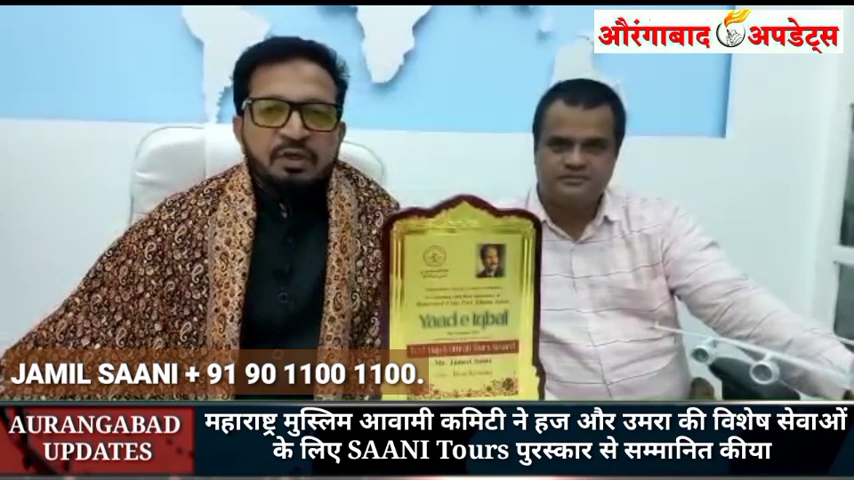 औरंगाबाद अपडेट्स
Yaad e Iqbal
Mr. Jameel Saani
JAMIL SAANI + 91 90 1100 1100.
AURANGABAD
UPDATES
महाराष्ट्र मुस्लिम आवामी कमिटी ने हज और उमरा की विशेष सेवाओं
के लिए SAANI Tours पुरस्कार से सम्मानित कीया